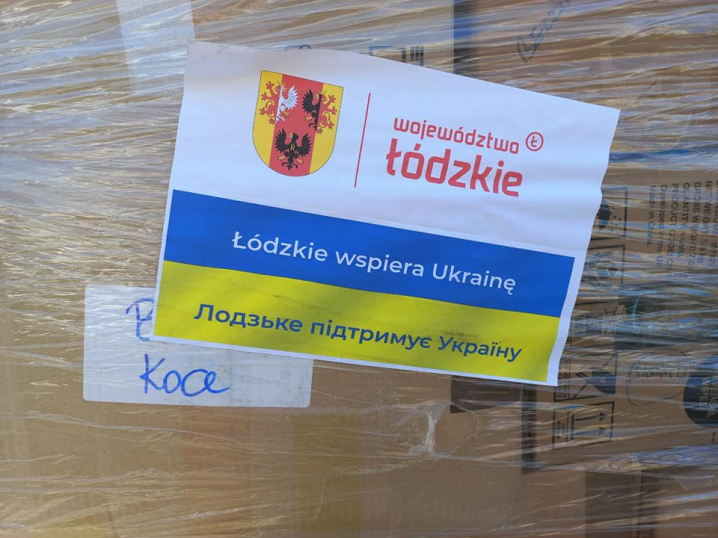 województwo Ł
łódzkie
Łódzkie wspiera Ukrainę
Лодзьке підтримує Україну
Koce